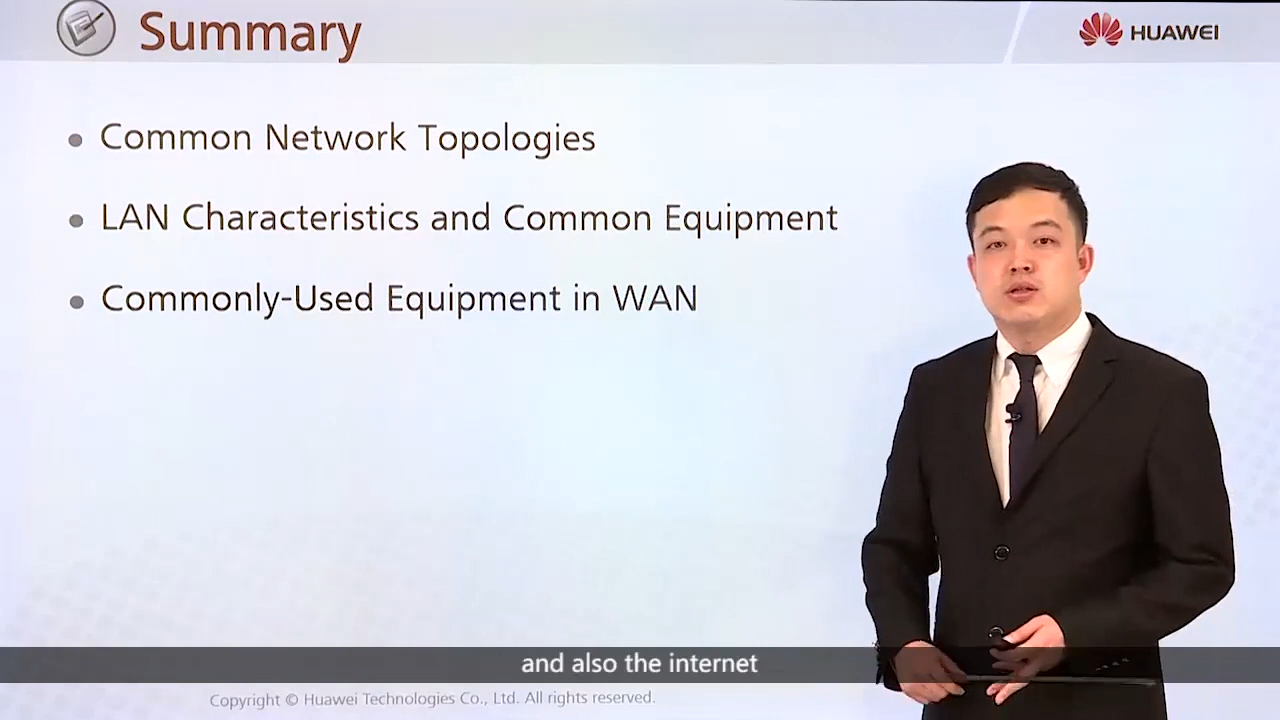 Summary
HUAWEI
Common Network Topologies
LAN Characteristics and Common Equipment
Commonly-Used Equipment in WAN
and also the internet
Copyright © Huawei Technologies Co., Ltd. All rights reserved.